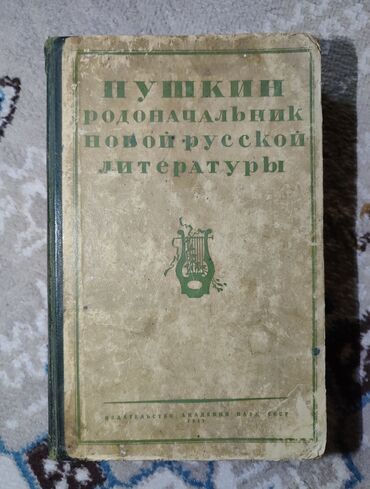 ПУШКИН
РОДОНАЧАЛЬНИК
НОВОЙ РУССКОЙ
ЛИТЕРАТУРЫ
ИЗДАТЕЛЬСТВО АКАДЕМИИ НАУК СССР